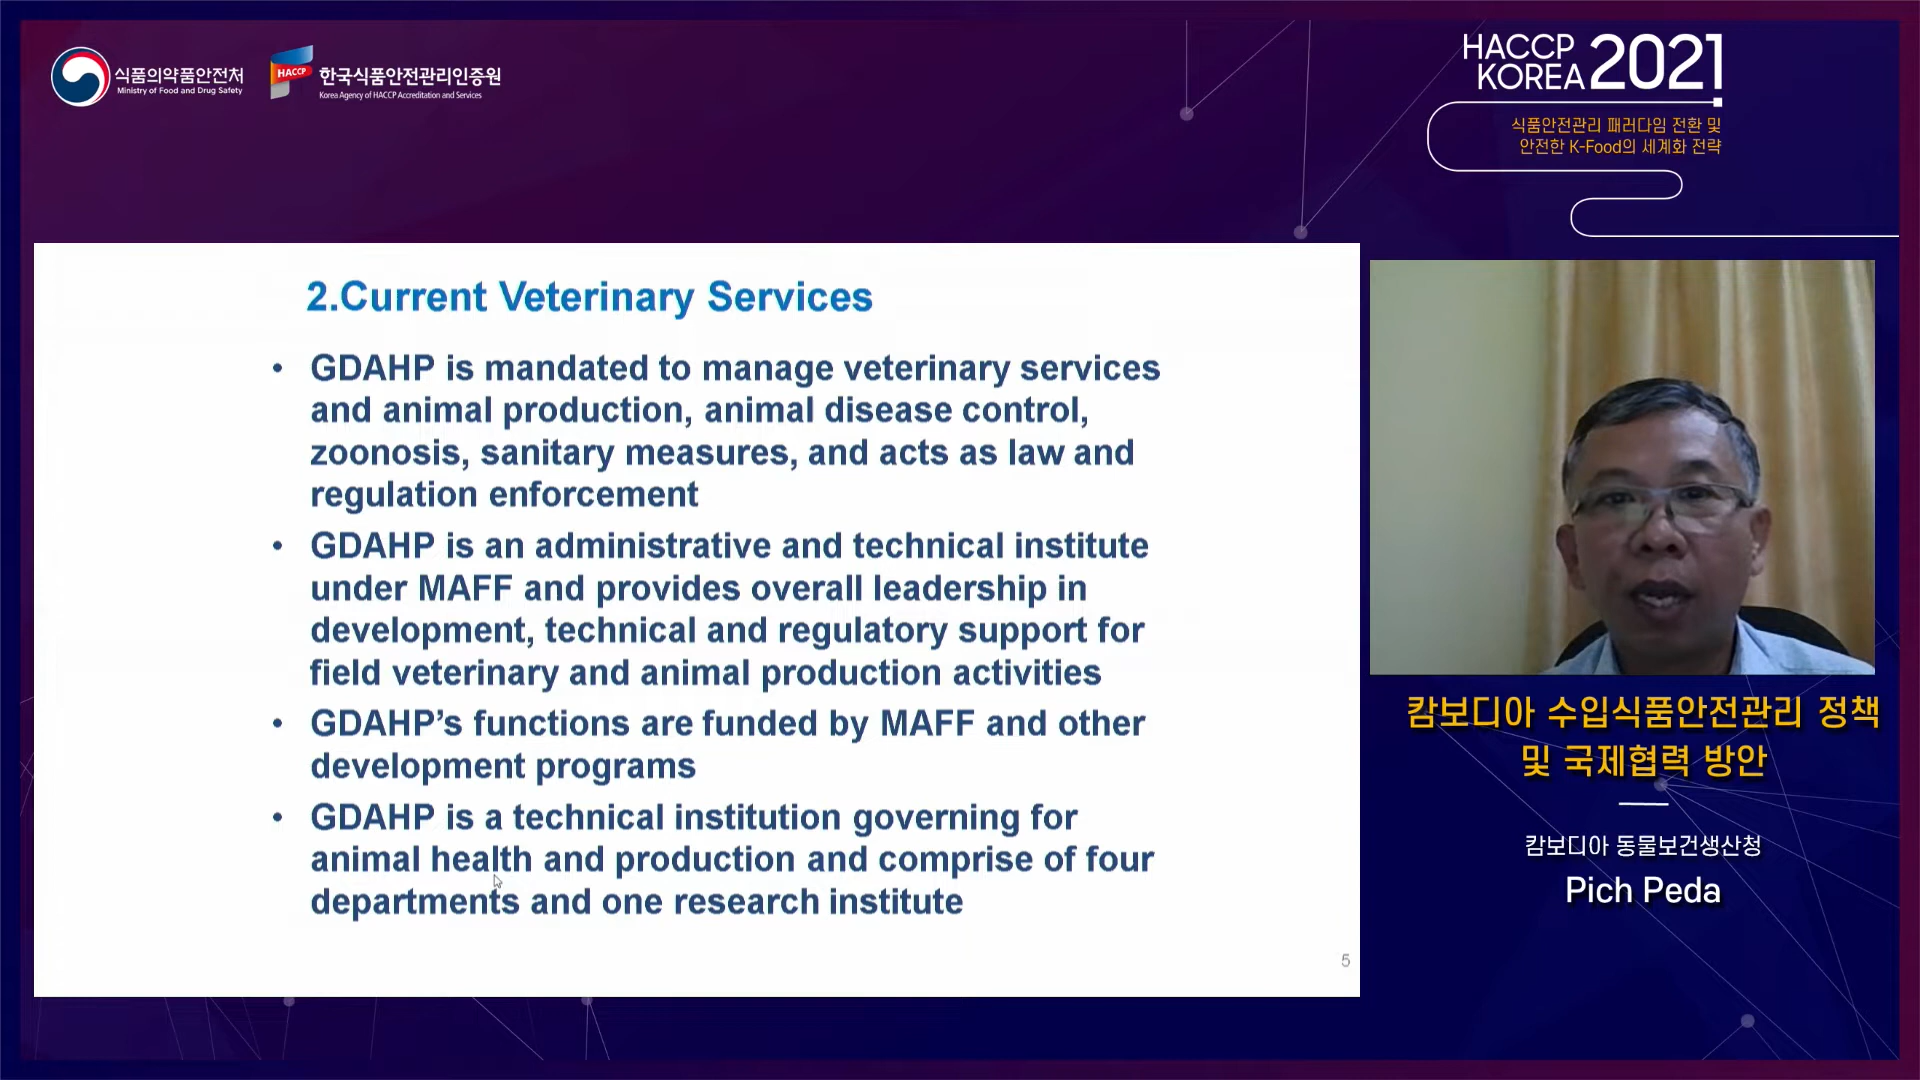 식품의약품안전처
Ministry of Food and Drug Safety
HACCP
한국식품안전관리인증원
Korea Agency of HACCP Accreditation and Services
HACCP
KOREA 2021
식품안전관리 패러다임 전환 및
안전한 K-Food의 세계화 전략
2.Current Veterinary Services
• GDAHP is mandated to manage veterinary services
and animal production, animal disease control,
zoonosis, sanitary measures, and acts as law and
regulation enforcement
• GDAHP is an administrative and technical institute
under MAFF and provides overall leadership in
development, technical and regulatory support for
field veterinary and animal production activities
• GDAHP’s functions are funded by MAFF and other
development programs
• GDAHP is a technical institution governing for
animal health and production and comprise of four
departments and one research institute
5
캄보디아 수입식품안전관리 정책
및 국제협력 방안
캄보디아 동물보건생산청
Pich Peda